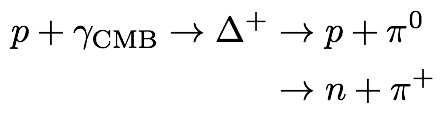 p + γ_CMB → Δ⁺ → p + π⁰
→ n + π⁺